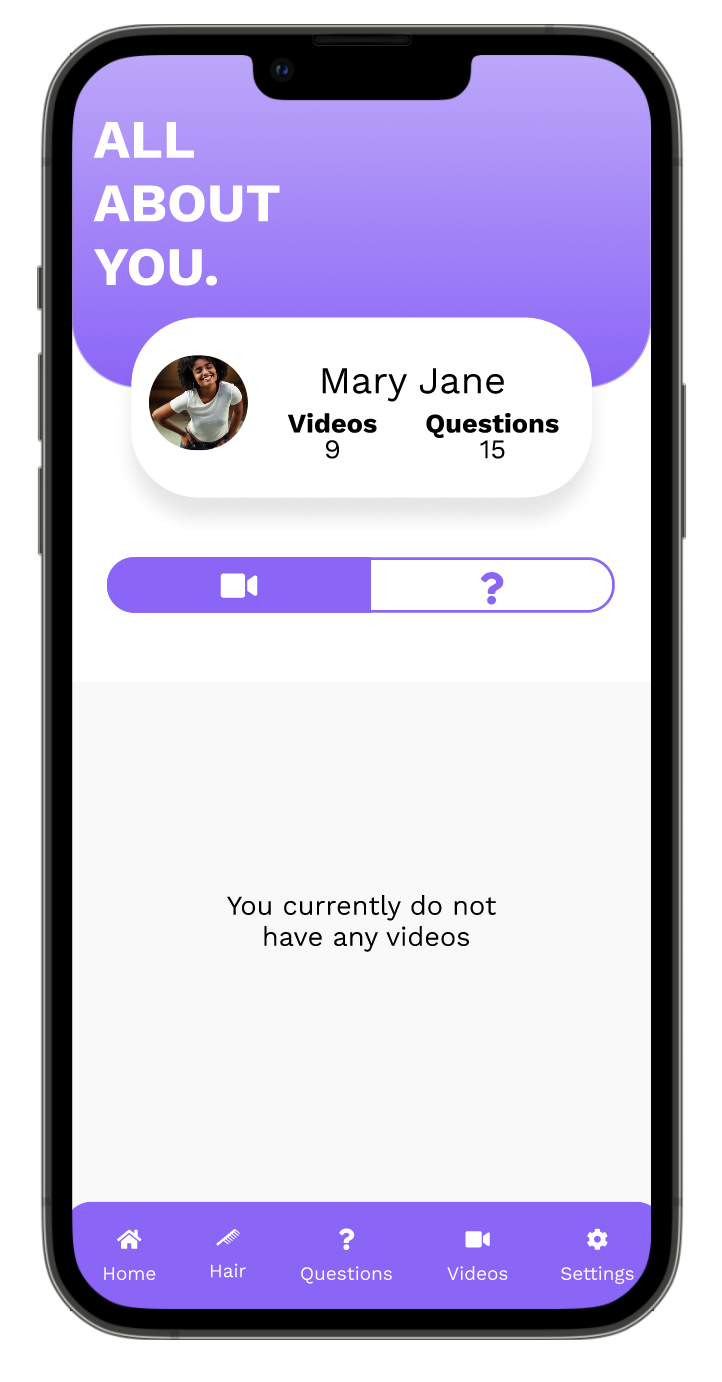 ALL
ABOUT
YOU.
Mary Jane
Videos Questions
9 15
?
You currently do not
have any videos
?
Home Hair Questions Videos Settings